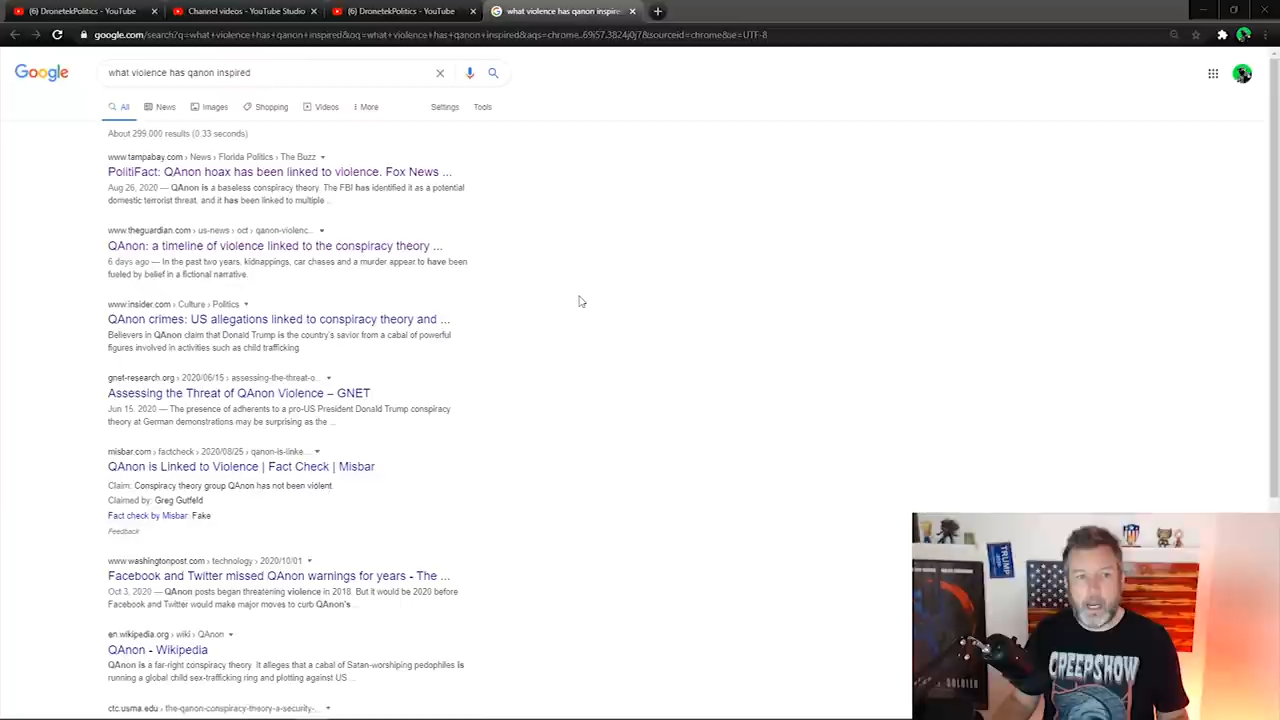 (6) DronetekPolitics - YouTube
Channel videos - YouTube Studio
(6) DronetekPolitics - YouTube
what violence has qanon inspire
google.com/search?q=what+violence+has+qanon+inspired&oq=what+violence+has+qanon+inspired&aqs=chrome..69i57.3824j0j7&sourceid=chrome&ie=UTF-8
Google
what violence has qanon inspired
All News Images Shopping Videos More Settings Tools
About 299,000 results (0.33 seconds)
www.tampabay.com › News › Florida Politics › The Buzz
PolitiFact: QAnon hoax has been linked to violence. Fox News ...
Aug 26, 2020 — QAnon is a baseless conspiracy theory. The FBI has identified it as a potential
domestic terrorist threat, and it has been linked to multiple ...
www.theguardian.com › us-news › oct › qanon-violenc...
QAnon: a timeline of violence linked to the conspiracy theory ...
6 days ago — In the past two years, kidnappings, car chases and a murder appear to have been
fueled by belief in a fictional narrative.
www.insider.com › Culture › Politics
QAnon crimes: US allegations linked to conspiracy theory and ...
Believers in QAnon claim that Donald Trump is the country's savior from a cabal of powerful
figures involved in activities such as child trafficking.
gnet-research.org › 2020/06/15 › assessing-the-threat-o...
Assessing the Threat of QAnon Violence – GNET
Jun 15, 2020 — The presence of adherents to a pro-US President Donald Trump conspiracy
theory at German demonstrations may be surprising as the ...
misbar.com › factcheck › 2020/08/25 › qanon-is-linke...
QAnon is Linked to Violence | Fact Check | Misbar
Claim: Conspiracy theory group QAnon has not been violent.
Claimed by: Greg Gutfeld
Fact check by Misbar: Fake
Feedback
www.washingtonpost.com › technology › 2020/10/01
Facebook and Twitter missed QAnon warnings for years - The ...
Oct 3, 2020 — QAnon posts began threatening violence in 2018. But it would be 2020 before
Facebook and Twitter would make major moves to curb QAnon's ...
en.wikipedia.org › wiki › QAnon
QAnon - Wikipedia
QAnon is a far-right conspiracy theory. It alleges that a cabal of Satan-worshiping pedophiles is
running a global child sex-trafficking ring and plotting against US ...
ctc.usma.edu › the-qanon-conspiracy-theory-a-security-...
TRUMP
SOLDIER
CREEPSHOW